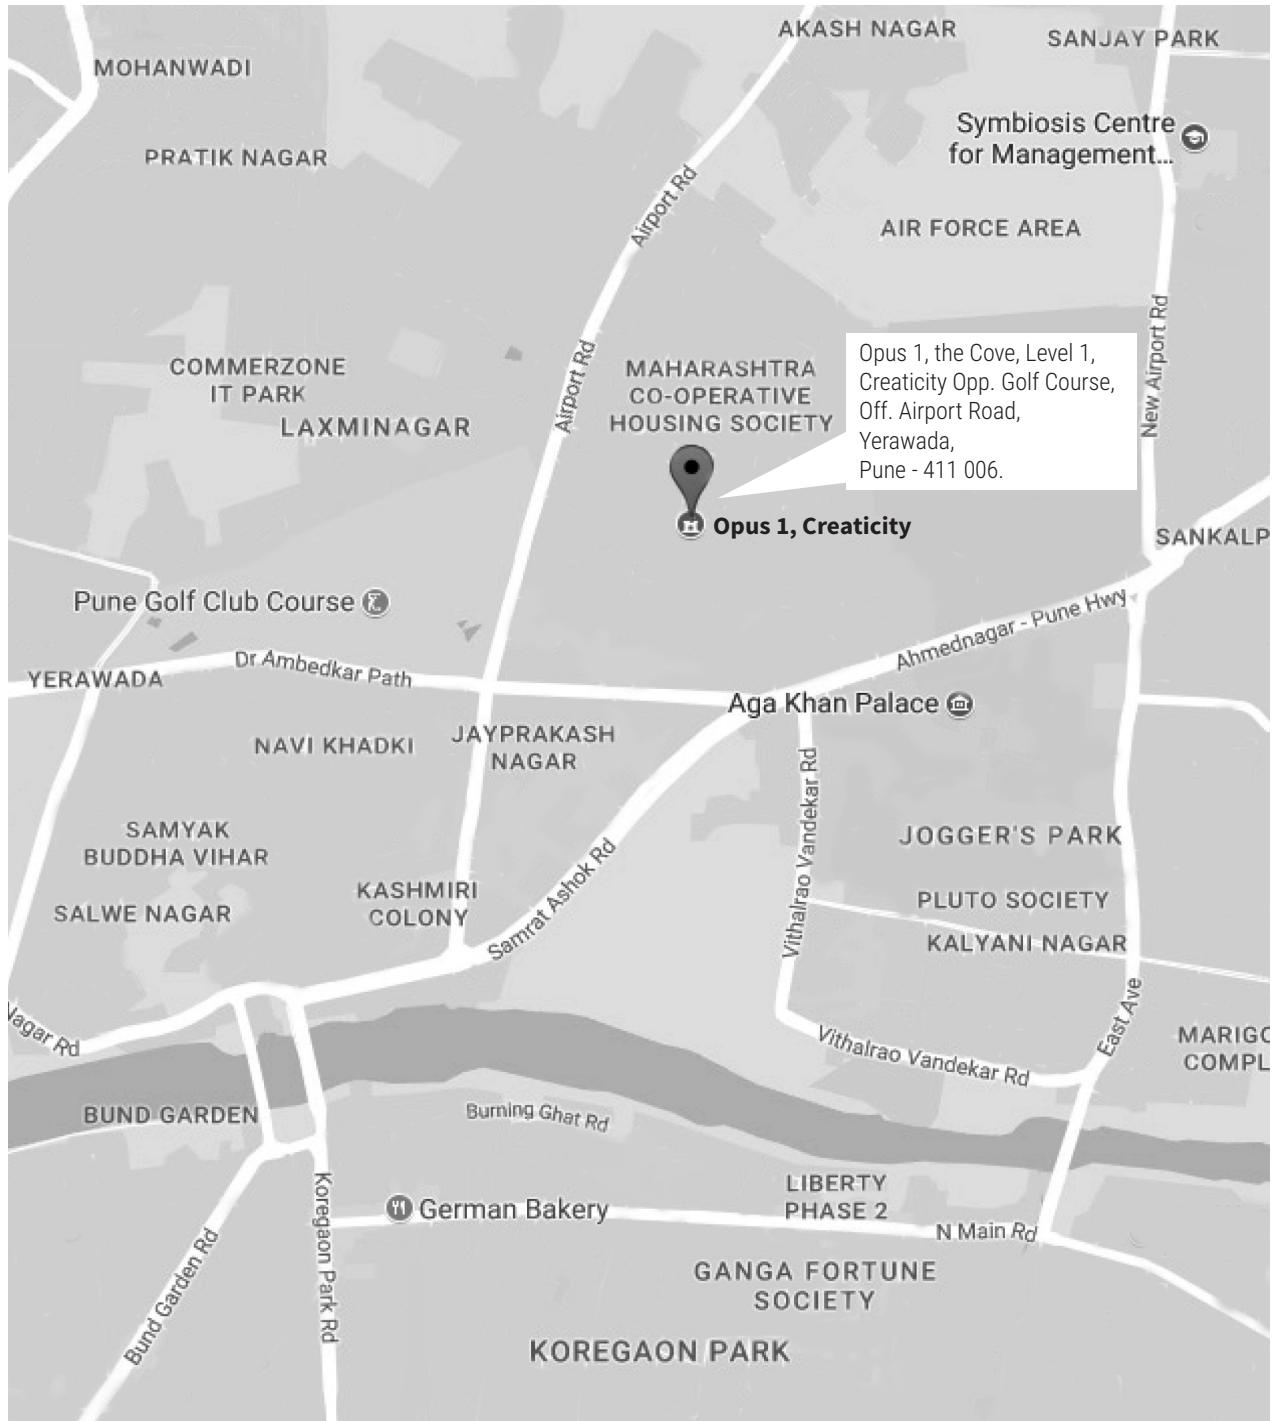 AKASH NAGAR
SANJAY PARK
MOHANWADI
Symbiosis Centre
for Management...
PRATIK NAGAR
Airport Rd
AIR FORCE AREA
New Airport Rd
Airport Rd
COMMERZONE
IT PARK
LAXMINAGAR
MAHARASHTRA
CO-OPERATIVE
HOUSING SOCIETY
Opus 1, the Cove, Level 1,
Creaticity Opp. Golf Course,
Off. Airport Road,
Yerawada,
Pune - 411 006.
Opus 1, Creaticity
SANKALP
Pune Golf Club Course
Ahmednagar - Pune Hwy
Dr Ambedkar Path
YERAWADA
Aga Khan Palace
NAVI KHADKI
JAYPRAKASH
NAGAR
Vithalrao Vandekar Rd
SAMYAK
BUDDHA VIHAR
JOGGER'S PARK
Samrat Ashok Rd
KASHMIRI
COLONY
SALWE NAGAR
PLUTO SOCIETY
KALYANI NAGAR
East Ave
Nagar Rd
Vithalrao Vandekar Rd
MARIGO
COMPL
BUND GARDEN
Burning Ghat Rd
LIBERTY
PHASE 2
German Bakery
N Main Rd
Koregaon Park Rd
Bund Garden Rd
GANGA FORTUNE
SOCIETY
KOREGAON PARK